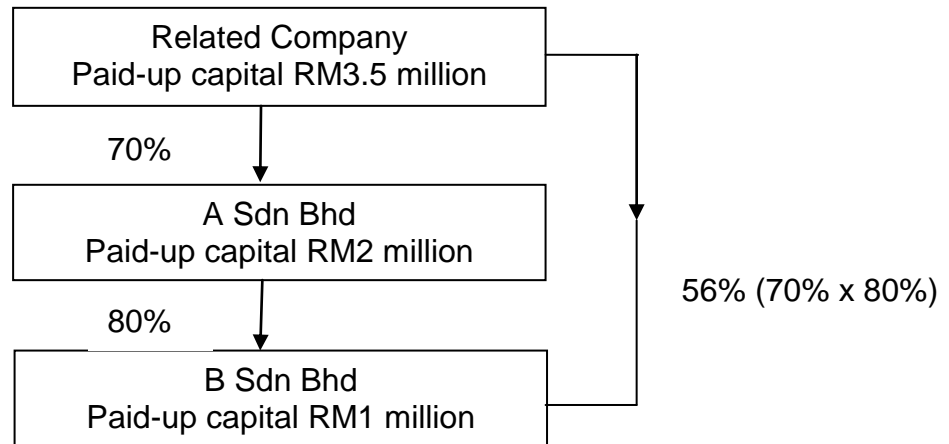 Related Company
Paid-up capital RM3.5 million
70%
A Sdn Bhd
Paid-up capital RM2 million
56% (70% x 80%)
80%
B Sdn Bhd
Paid-up capital RM1 million